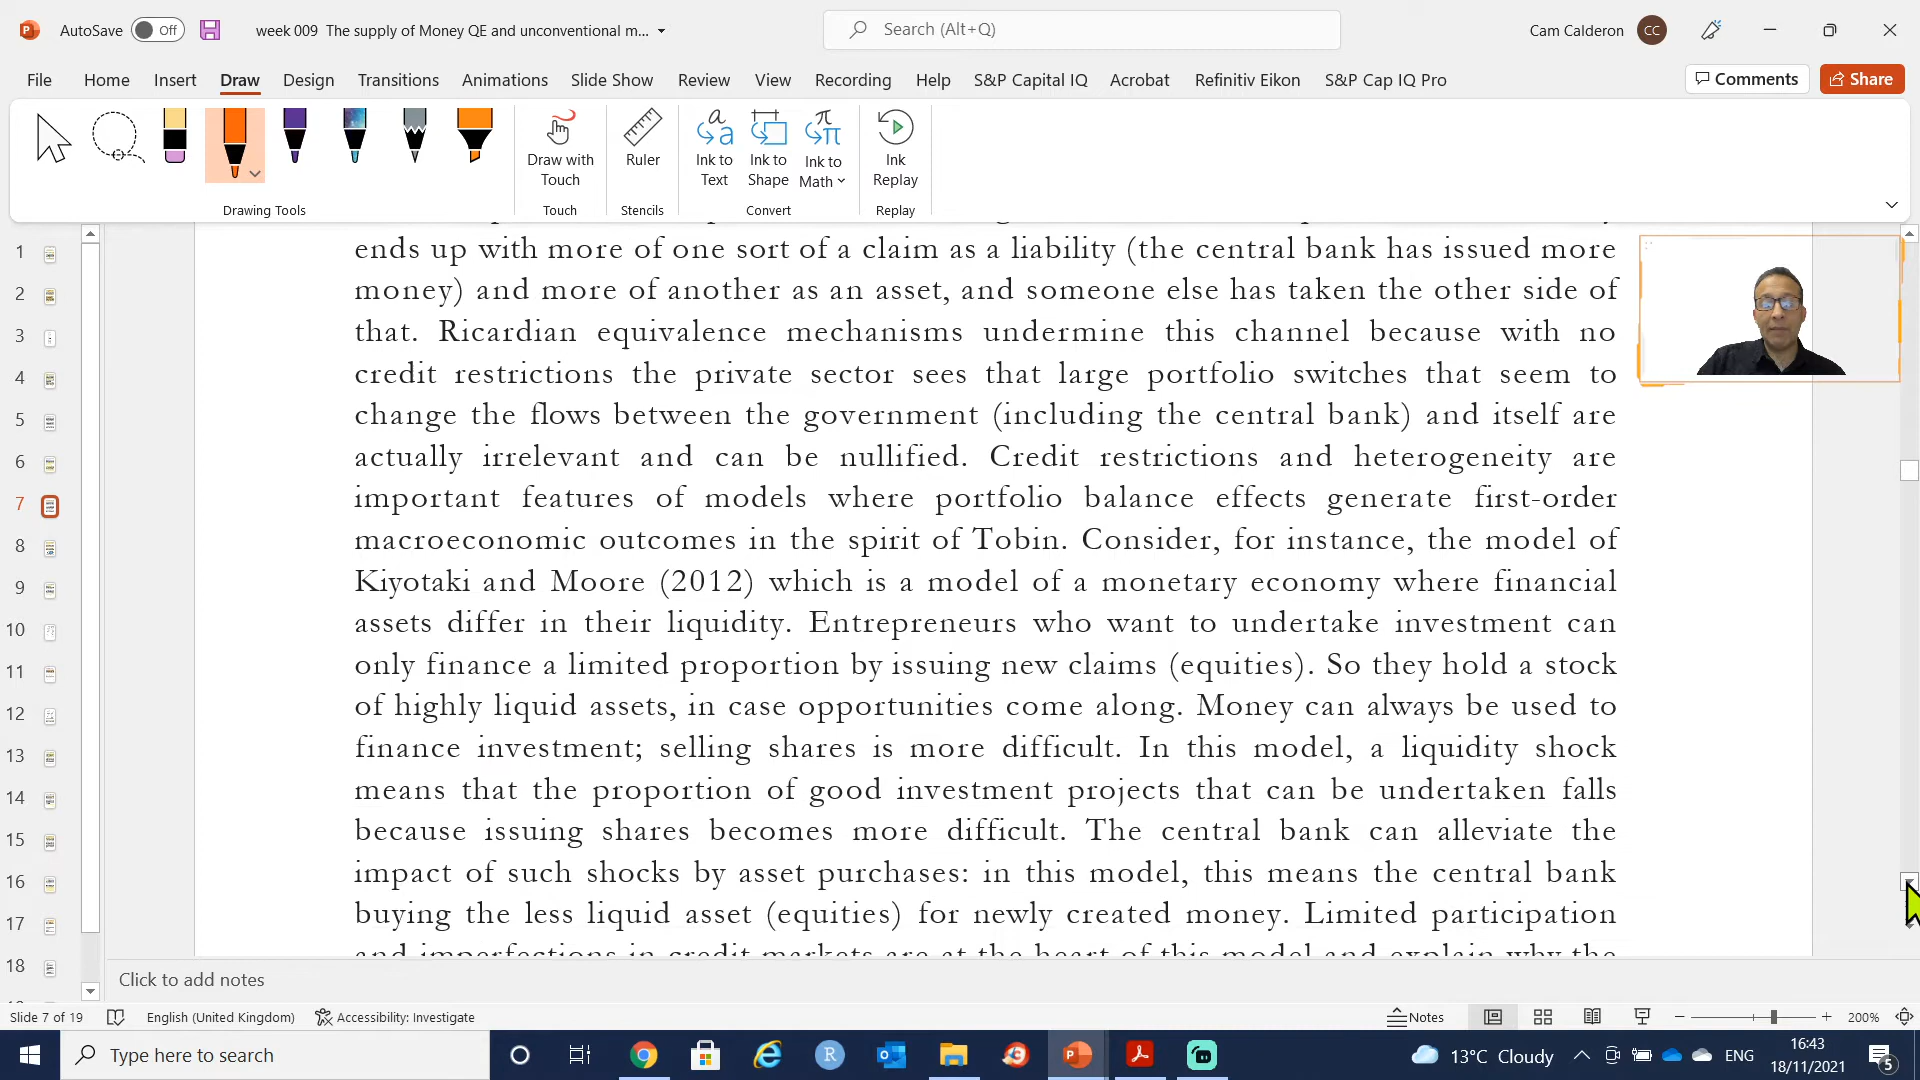 AutoSave Off week 009 The supply of Money QE and unconventional m... Search (Alt+Q) Cam Calderon CC
File Home Insert Draw Design Transitions Animations Slide Show Review View Recording Help S&P Capital IQ Acrobat Refinitiv Eikon S&P Cap IQ Pro Comments Share
Draw with Touch
Ruler
Ink to Text
Ink to Shape
Ink to Math
Ink Replay
Drawing Tools Touch Stencils Convert Replay
1
2
3
4
5
6
7
8
9
10
11
12
13
14
15
16
17
18
ends up with more of one sort of a claim as a liability (the central bank has issued more
money) and more of another as an asset, and someone else has taken the other side of
that. Ricardian equivalence mechanisms undermine this channel because with no
credit restrictions the private sector sees that large portfolio switches that seem to
change the flows between the government (including the central bank) and itself are
actually irrelevant and can be nullified. Credit restrictions and heterogeneity are
important features of models where portfolio balance effects generate first-order
macroeconomic outcomes in the spirit of Tobin. Consider, for instance, the model of
Kiyotaki and Moore (2012) which is a model of a monetary economy where financial
assets differ in their liquidity. Entrepreneurs who want to undertake investment can
only finance a limited proportion by issuing new claims (equities). So they hold a stock
of highly liquid assets, in case opportunities come along. Money can always be used to
finance investment; selling shares is more difficult. In this model, a liquidity shock
means that the proportion of good investment projects that can be undertaken falls
because issuing shares becomes more difficult. The central bank can alleviate the
impact of such shocks by asset purchases: in this model, this means the central bank
buying the less liquid asset (equities) for newly created money. Limited participation
and imperfections in credit markets are at the heart of this model and explain why the
Click to add notes
Slide 7 of 19 English (United Kingdom) Accessibility: Investigate Notes 200%
Type here to search 13°C Cloudy ENG 16:43
18/11/2021 5